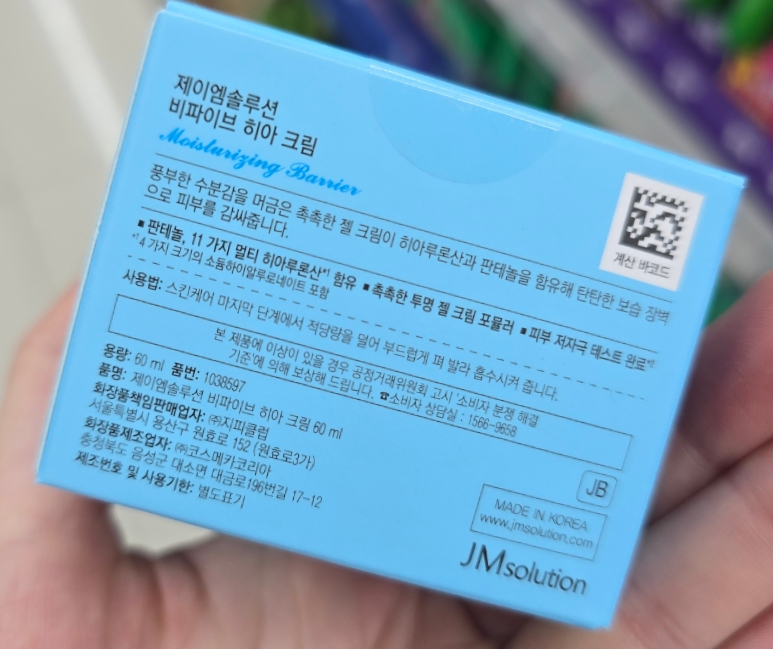 제이엠솔루션
비파이브 히아 크림
Moisturizing Barrier
풍부한 수분감을 머금은 촉촉한 젤 크림이 히아루론산과 판테놀을 함유해 탄탄한 보습 장벽
으로 피부를 감싸줍니다.
계산 바코드
■ 판테놀, 11 가지 멀티 히아루론산*¹ 함유 ■ 촉촉한 투명 젤 크림 포뮬러 ■ 피부 저자극 테스트 완료*²
*¹4 가지 크기의 소듐하이알루로네이트 포함
사용법: 스킨케어 마지막 단계에서 적당량을 덜어 부드럽게 펴 발라 흡수시켜 줍니다.
본 제품에 이상이 있을 경우 공정거래위원회 고시 '소비자 분쟁 해결
기준'에 의해 보상해 드립니다. ☎소비자 상담실 : 1566-9658
용량: 60 ml 품번: 1038597
품명: 제이엠솔루션 비파이브 히아 크림 60 ml
화장품책임판매업자: ㈜지피클럽
서울특별시 용산구 원효로 152 (원효로3가)
화장품제조업자: ㈜코스메카코리아
충청북도 음성군 대소면 대금로196번길 17-12
제조번호 및 사용기한: 별도표기
JB
MADE IN KOREA
www.jmsolution.com
JMsolution